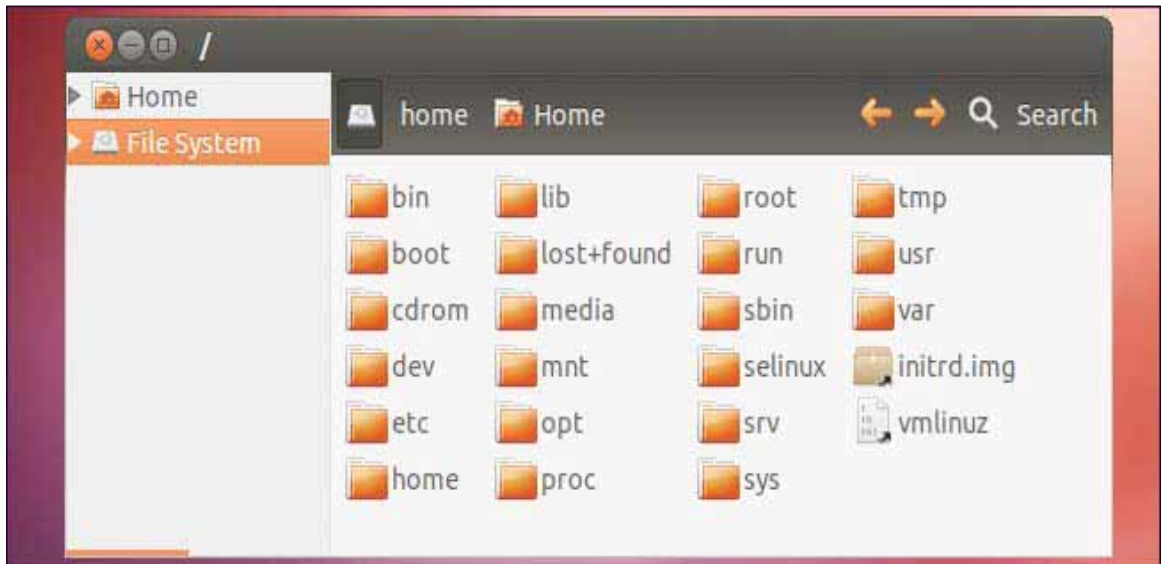 /
Home
File System
home Home Search
bin lib root tmp
boot lost+found run usr
cdrom media sbin var
dev mnt selinux initrd.img
etc opt srv vmlinuz
home proc sys